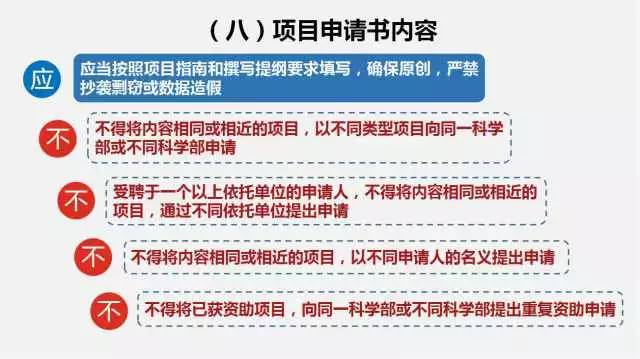 （八）项目申请书内容
应
应当按照项目指南和撰写提纲要求填写，确保原创，严禁
抄袭剽窃或数据造假
不
不得将内容相同或相近的项目，以不同类型项目向同一科学
部或不同科学部申请
不
受聘于一个以上依托单位的申请人，不得将内容相同或相近的
项目，通过不同依托单位提出申请
不
不得将内容相同或相近的项目，以不同申请人的名义提出申请
不
不得将已获资助项目，向同一科学部或不同科学部提出重复资助申请